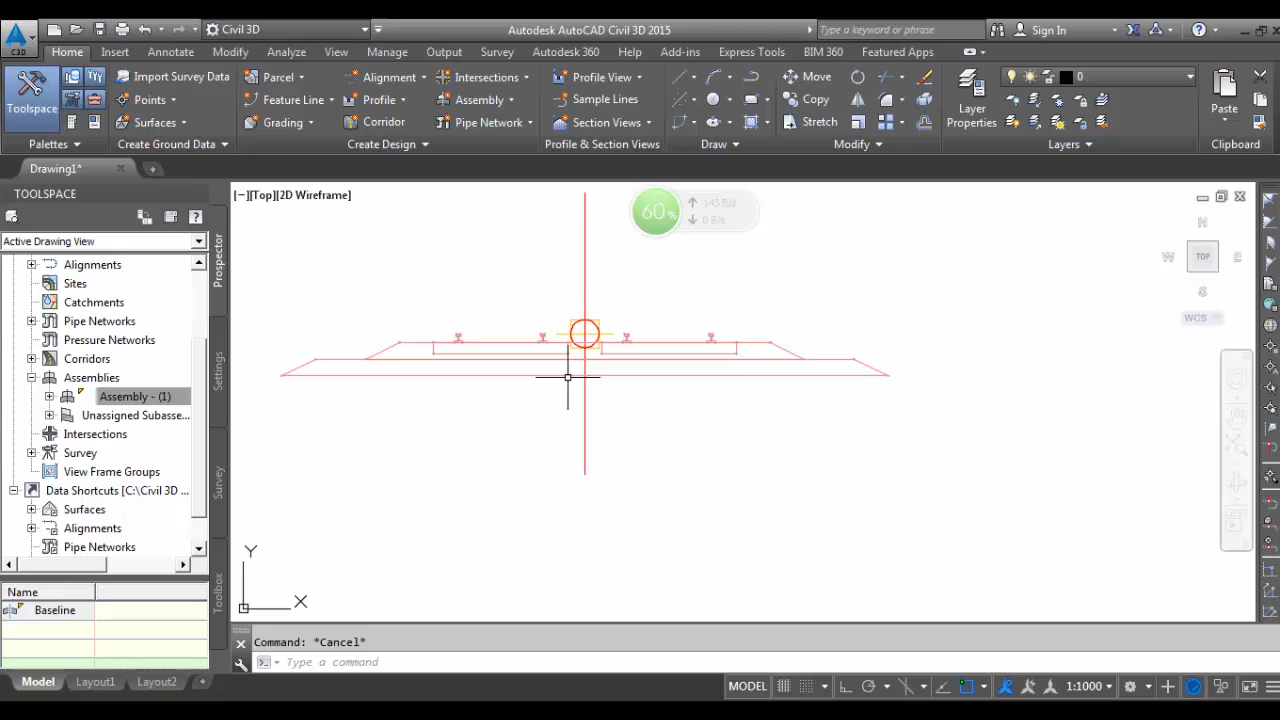 C3D Civil 3D Autodesk AutoCAD Civil 3D 2015 Type a keyword or phrase Sign In
Home Insert Annotate Modify Analyze View Manage Output Survey Autodesk 360 Help Add-ins Express Tools BIM 360 Featured Apps
Toolspace
Import Survey Data
Points
Surfaces
Parcel
Feature Line
Grading
Alignment
Profile
Corridor
Intersections
Assembly
Pipe Network
Profile View
Sample Lines
Section Views
Move
Copy
Stretch
Layer
Properties
0
Paste
Palettes Create Ground Data Create Design Profile & Section Views Draw Modify Layers Clipboard
Drawing1*
TOOLSPACE
Active Drawing View
Alignments
Sites
Catchments
Pipe Networks
Pressure Networks
Corridors
Assemblies
Assembly - (1)
Unassigned Subasse...
Intersections
Survey
View Frame Groups
Data Shortcuts [C:\Civil 3D ...
Surfaces
Alignments
Pipe Networks
Name
Baseline
Prospector
Settings
Survey
Toolbox
[−][Top][2D Wireframe]
60%
0 B/s
N
W TOP E
S
WCS
Y
X
Command: *Cancel*
Type a command
Model Layout1 Layout2 +
MODEL 1:1000